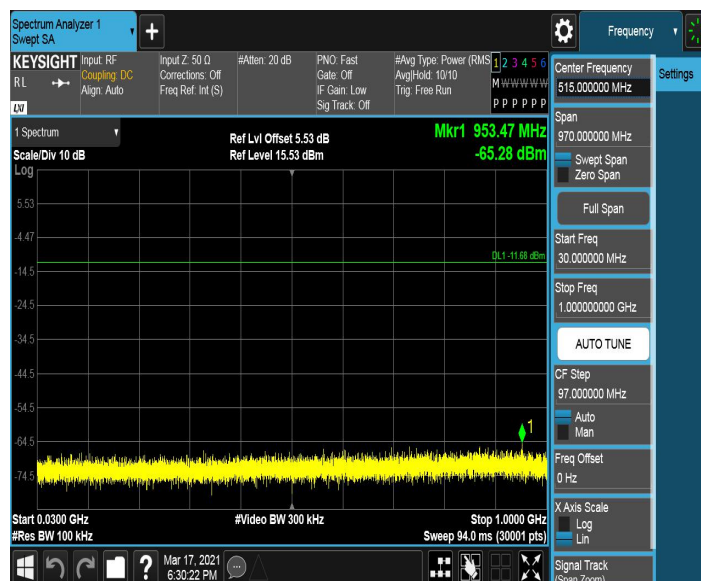 Spectrum Analyzer 1
Swept SA
Frequency
KEYSIGHT
RL
LXI
Input: RF
Coupling: DC
Align: Auto
Input Z: 50 Ω
Corrections: Off
Freq Ref: Int (S)
#Atten: 20 dB
PNO: Fast
Gate: Off
IF Gain: Low
Sig Track: Off
#Avg Type: Power (RMS
Avg|Hold: 10/10
Trig: Free Run
1 2 3 4 5 6
M W W W W W
P P P P P P
Center Frequency
515.000000 MHz
Settings
Span
970.000000 MHz
Swept Span
Zero Span
Full Span
Start Freq
30.000000 MHz
Stop Freq
1.000000000 GHz
AUTO TUNE
CF Step
97.000000 MHz
Auto
Man
Freq Offset
0 Hz
X Axis Scale
Log
Lin
Signal Track
(Span Zoom)
1 Spectrum
Scale/Div 10 dB
Log
Ref Lvl Offset 5.53 dB
Ref Level 15.53 dBm
Mkr1 953.47 MHz
-65.28 dBm
5.53
-4.47
DL1 -11.68 dBm
-14.5
-24.5
-34.5
-44.5
-54.5
1
-64.5
-74.5
Start 0.0300 GHz
#Res BW 100 kHz
#Video BW 300 kHz
Stop 1.0000 GHz
Sweep 94.0 ms (30001 pts)
Mar 17, 2021
6:30:22 PM